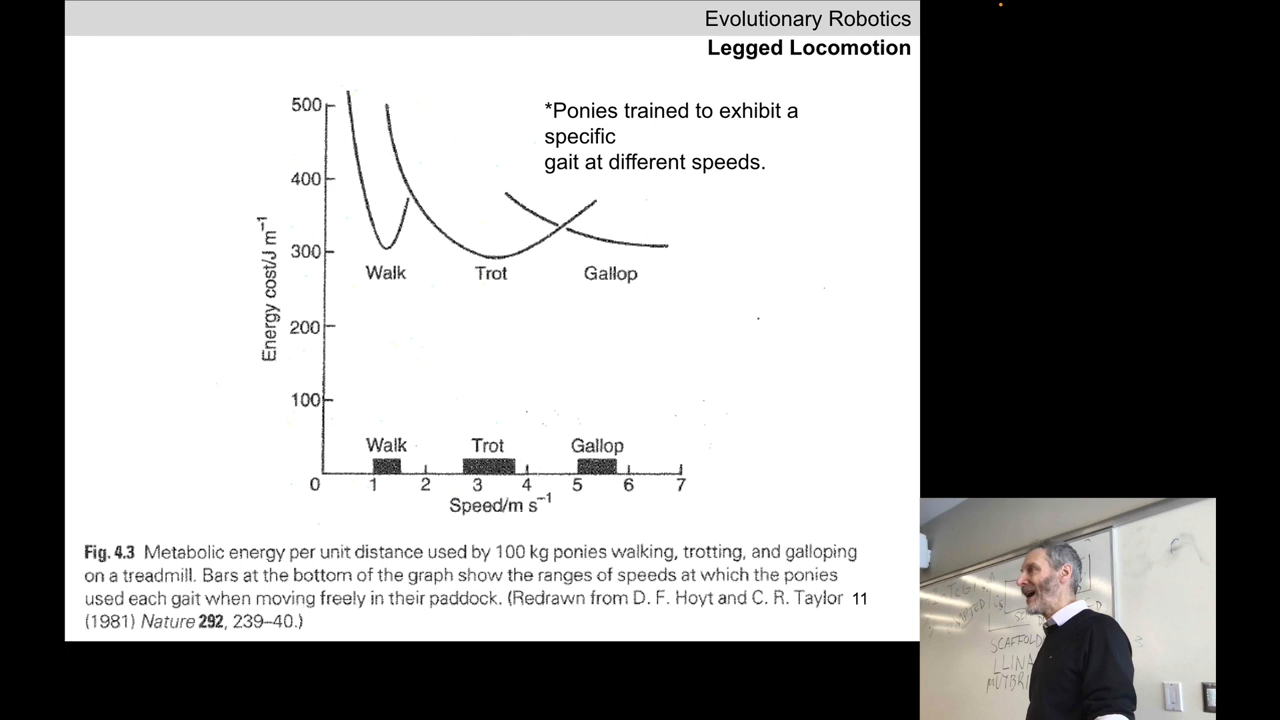 Evolutionary Robotics
Legged Locomotion
*Ponies trained to exhibit a
specific
gait at different speeds.
500
400
300
200
100
0
Energy cost/J m⁻¹
Walk Trot Gallop
Walk Trot Gallop
1 2 3 4 5 6 7
Speed/m s⁻¹
Fig. 4.3 Metabolic energy per unit distance used by 100 kg ponies walking, trotting, and galloping
on a treadmill. Bars at the bottom of the graph show the ranges of speeds at which the ponies
used each gait when moving freely in their paddock. (Redrawn from D. F. Hoyt and C. R. Taylor 11
(1981) Nature 292, 239–40.)
SCAFFOLD